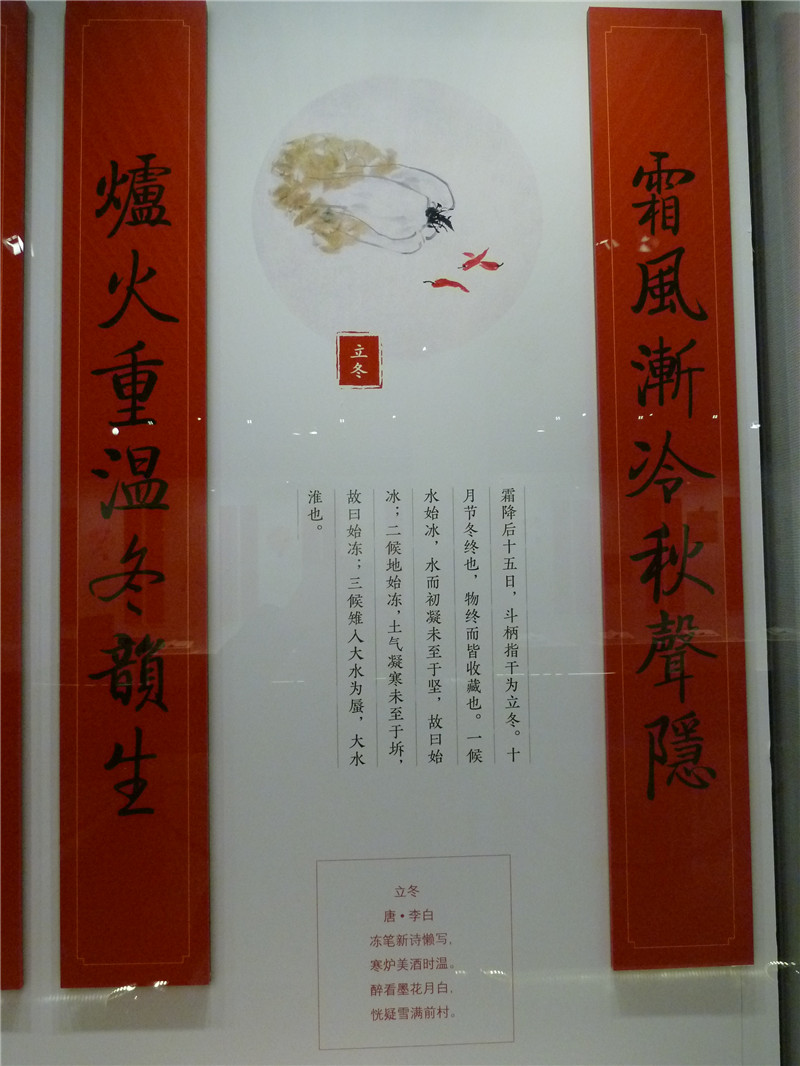 霜風漸冷秋聲隱
爐火重温冬韻生
立冬
霜降后十五日，斗柄指干为立冬。十
月节冬终也，物终而皆收藏也。一候
水始冰，水而初凝未至于坚，故曰始
冰；二候地始冻，土气凝寒未至于坼，
故曰始冻；三候雉入大水为蜃，大水
淮也。
立冬
唐·李白
冻笔新诗懒写，
寒炉美酒时温。
醉看墨花月白，
恍疑雪满前村。